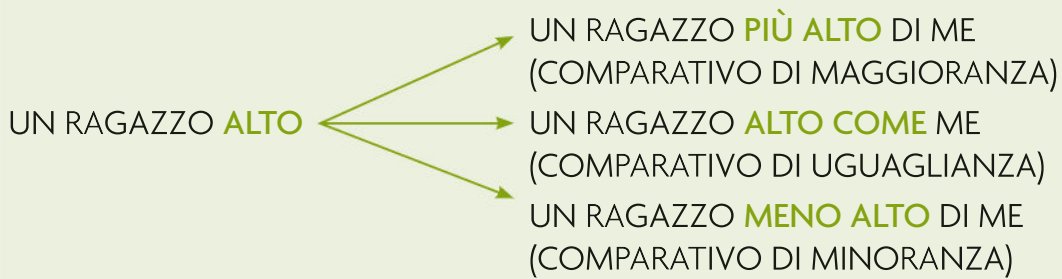 UN RAGAZZO ALTO
UN RAGAZZO PIÙ ALTO DI ME
(COMPARATIVO DI MAGGIORANZA)
UN RAGAZZO ALTO COME ME
(COMPARATIVO DI UGUAGLIANZA)
UN RAGAZZO MENO ALTO DI ME
(COMPARATIVO DI MINORANZA)